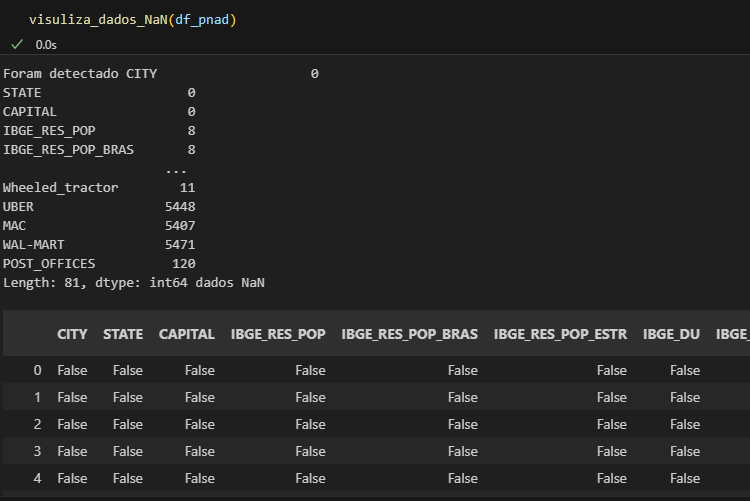 visuliza_dados_NaN(df_pnad)
0.0s
Foram detectado CITY 0
STATE 0
CAPITAL 0
IBGE_RES_POP 8
IBGE_RES_POP_BRAS 8
...
Wheeled_tractor 11
UBER 5448
MAC 5407
WAL-MART 5471
POST_OFFICES 120
Length: 81, dtype: int64 dados NaN
CITY STATE CAPITAL IBGE_RES_POP IBGE_RES_POP_BRAS IBGE_RES_POP_ESTR IBGE_DU IBGE_
0 False False False False False False False
1 False False False False False False False
2 False False False False False False False
3 False False False False False False False
4 False False False False False False False